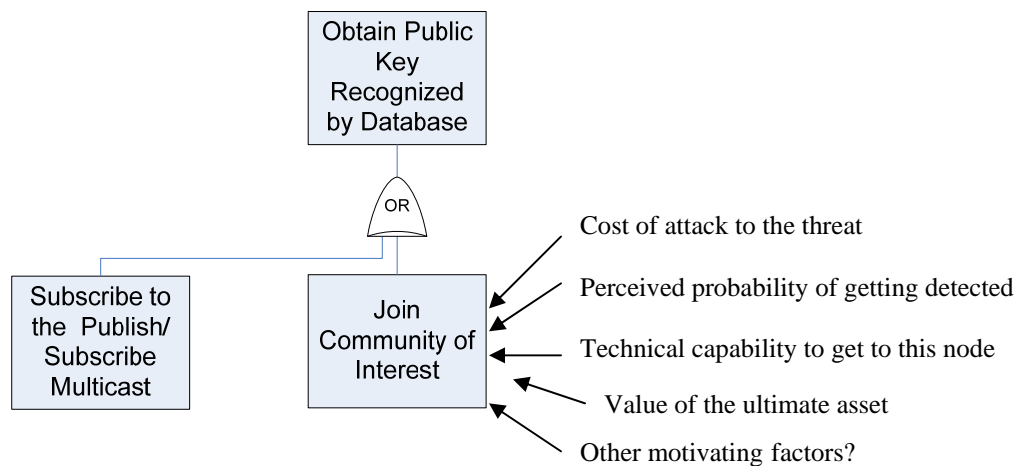 Obtain Public
Key
Recognized
by Database
OR
Subscribe to
the Publish/
Subscribe
Multicast
Join
Community of
Interest
Cost of attack to the threat
Perceived probability of getting detected
Technical capability to get to this node
Value of the ultimate asset
Other motivating factors?